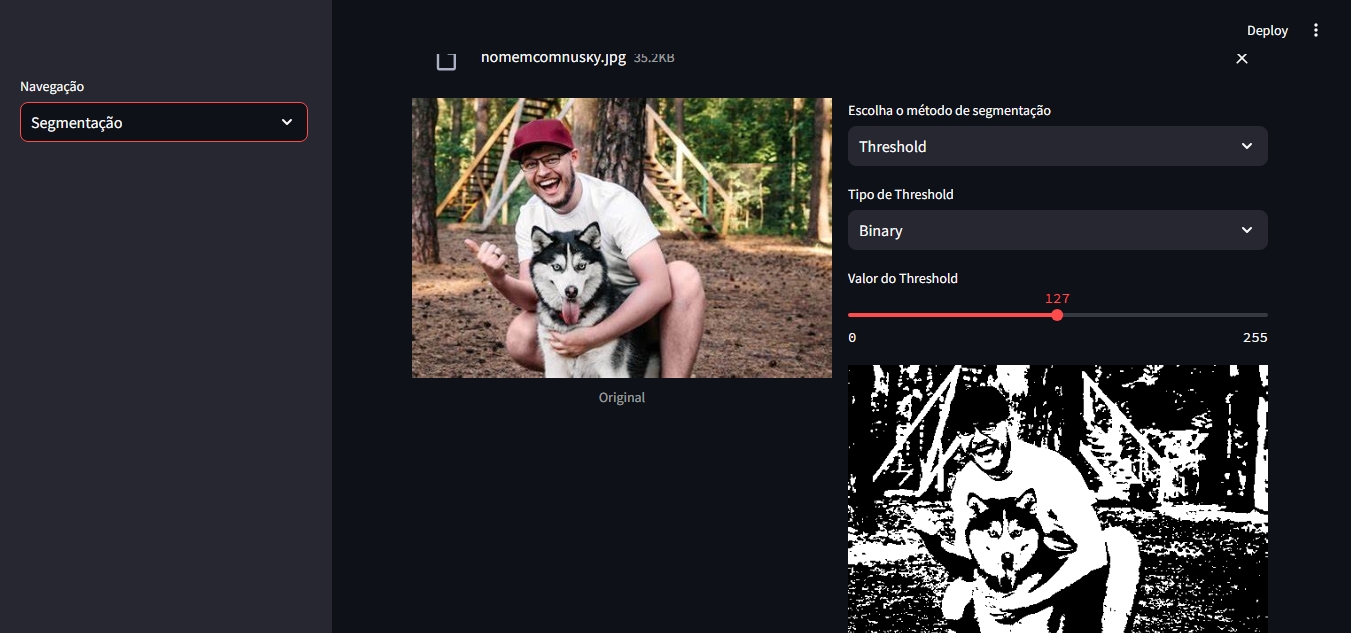 Deploy
nomemcomhusky.jpg 35.2KB
Navegação
Segmentação
Escolha o método de segmentação
Threshold
Tipo de Threshold
Binary
Valor do Threshold
127
0 255
Original